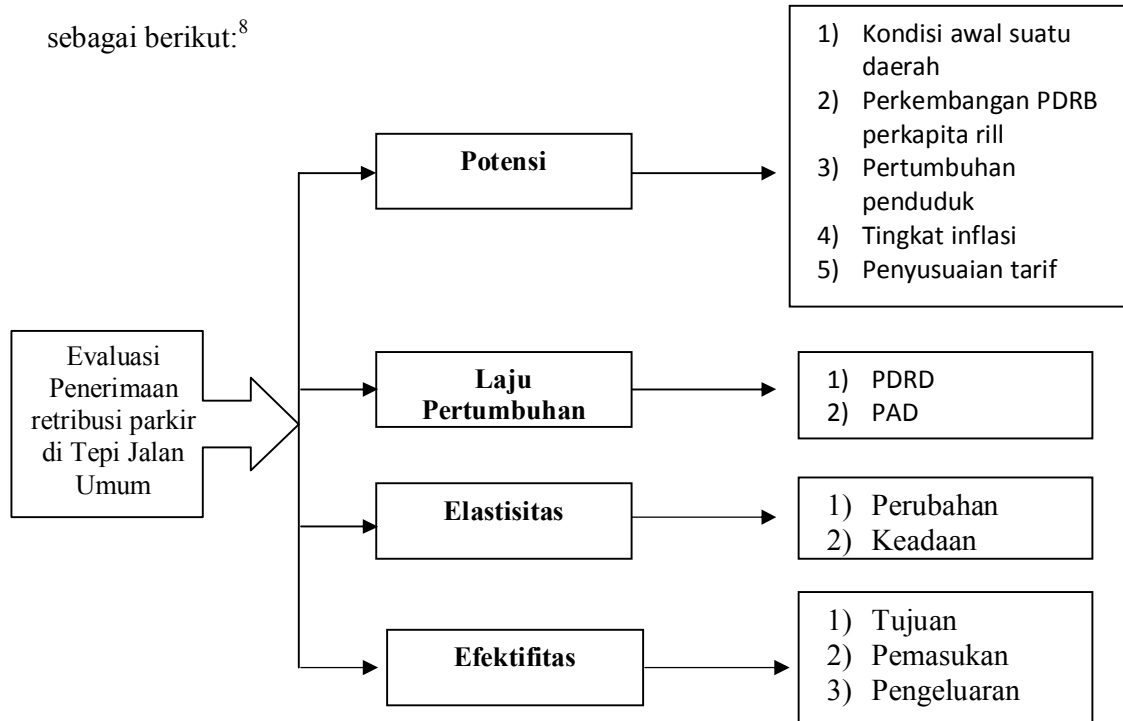 sebagai berikut:8
1) Kondisi awal suatu
daerah
2) Perkembangan PDRB
perkapita rill
3) Pertumbuhan
penduduk
4) Tingkat inflasi
5) Penyusuaian tarif
Potensi
Evaluasi
Penerimaan
retribusi parkir
di Tepi Jalan
Umum
Laju
Pertumbuhan
1) PDRD
2) PAD
Elastisitas
1) Perubahan
2) Keadaan
Efektifitas
1) Tujuan
2) Pemasukan
3) Pengeluaran